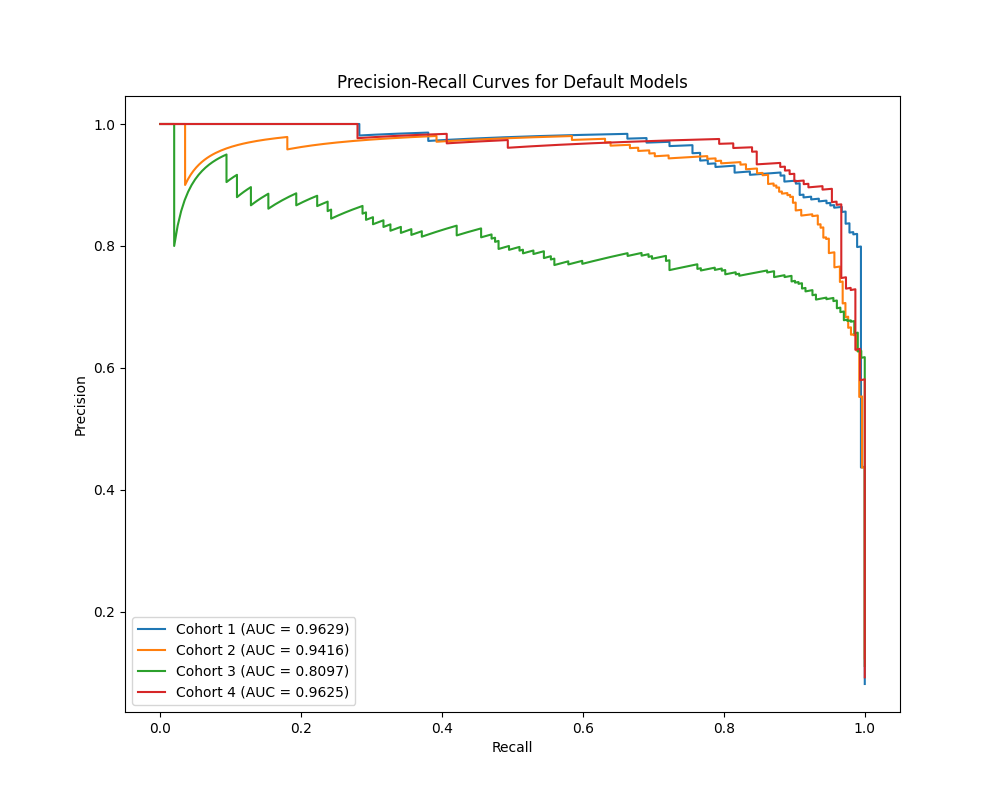 Precision-Recall Curves for Default Models
1.0
0.8
0.6
0.4
0.2
Precision
Cohort 1 (AUC = 0.9629)
Cohort 2 (AUC = 0.9416)
Cohort 3 (AUC = 0.8097)
Cohort 4 (AUC = 0.9625)
0.0 0.2 0.4 0.6 0.8 1.0
Recall